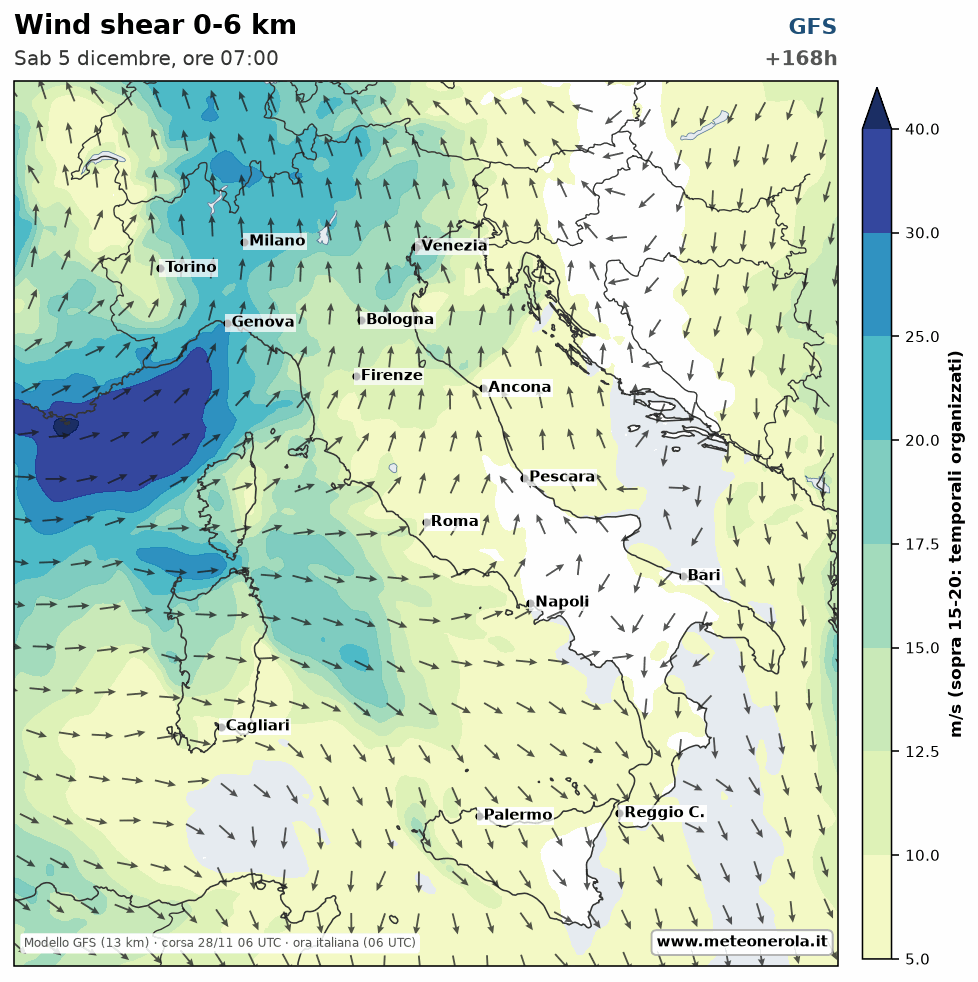 Wind shear 0-6 km
GFS
Sab 5 dicembre, ore 07:00
+168h
Milano
Venezia
Torino
Genova
Bologna
Firenze
Ancona
Pescara
Roma
Bari
Napoli
Cagliari
Palermo
Reggio C.
40.0
30.0
25.0
20.0
17.5
15.0
12.5
10.0
5.0
m/s (sopra 15-20: temporali organizzati)
Modello GFS (13 km) · corsa 28/11 06 UTC · ora italiana (06 UTC)
www.meteonerola.it